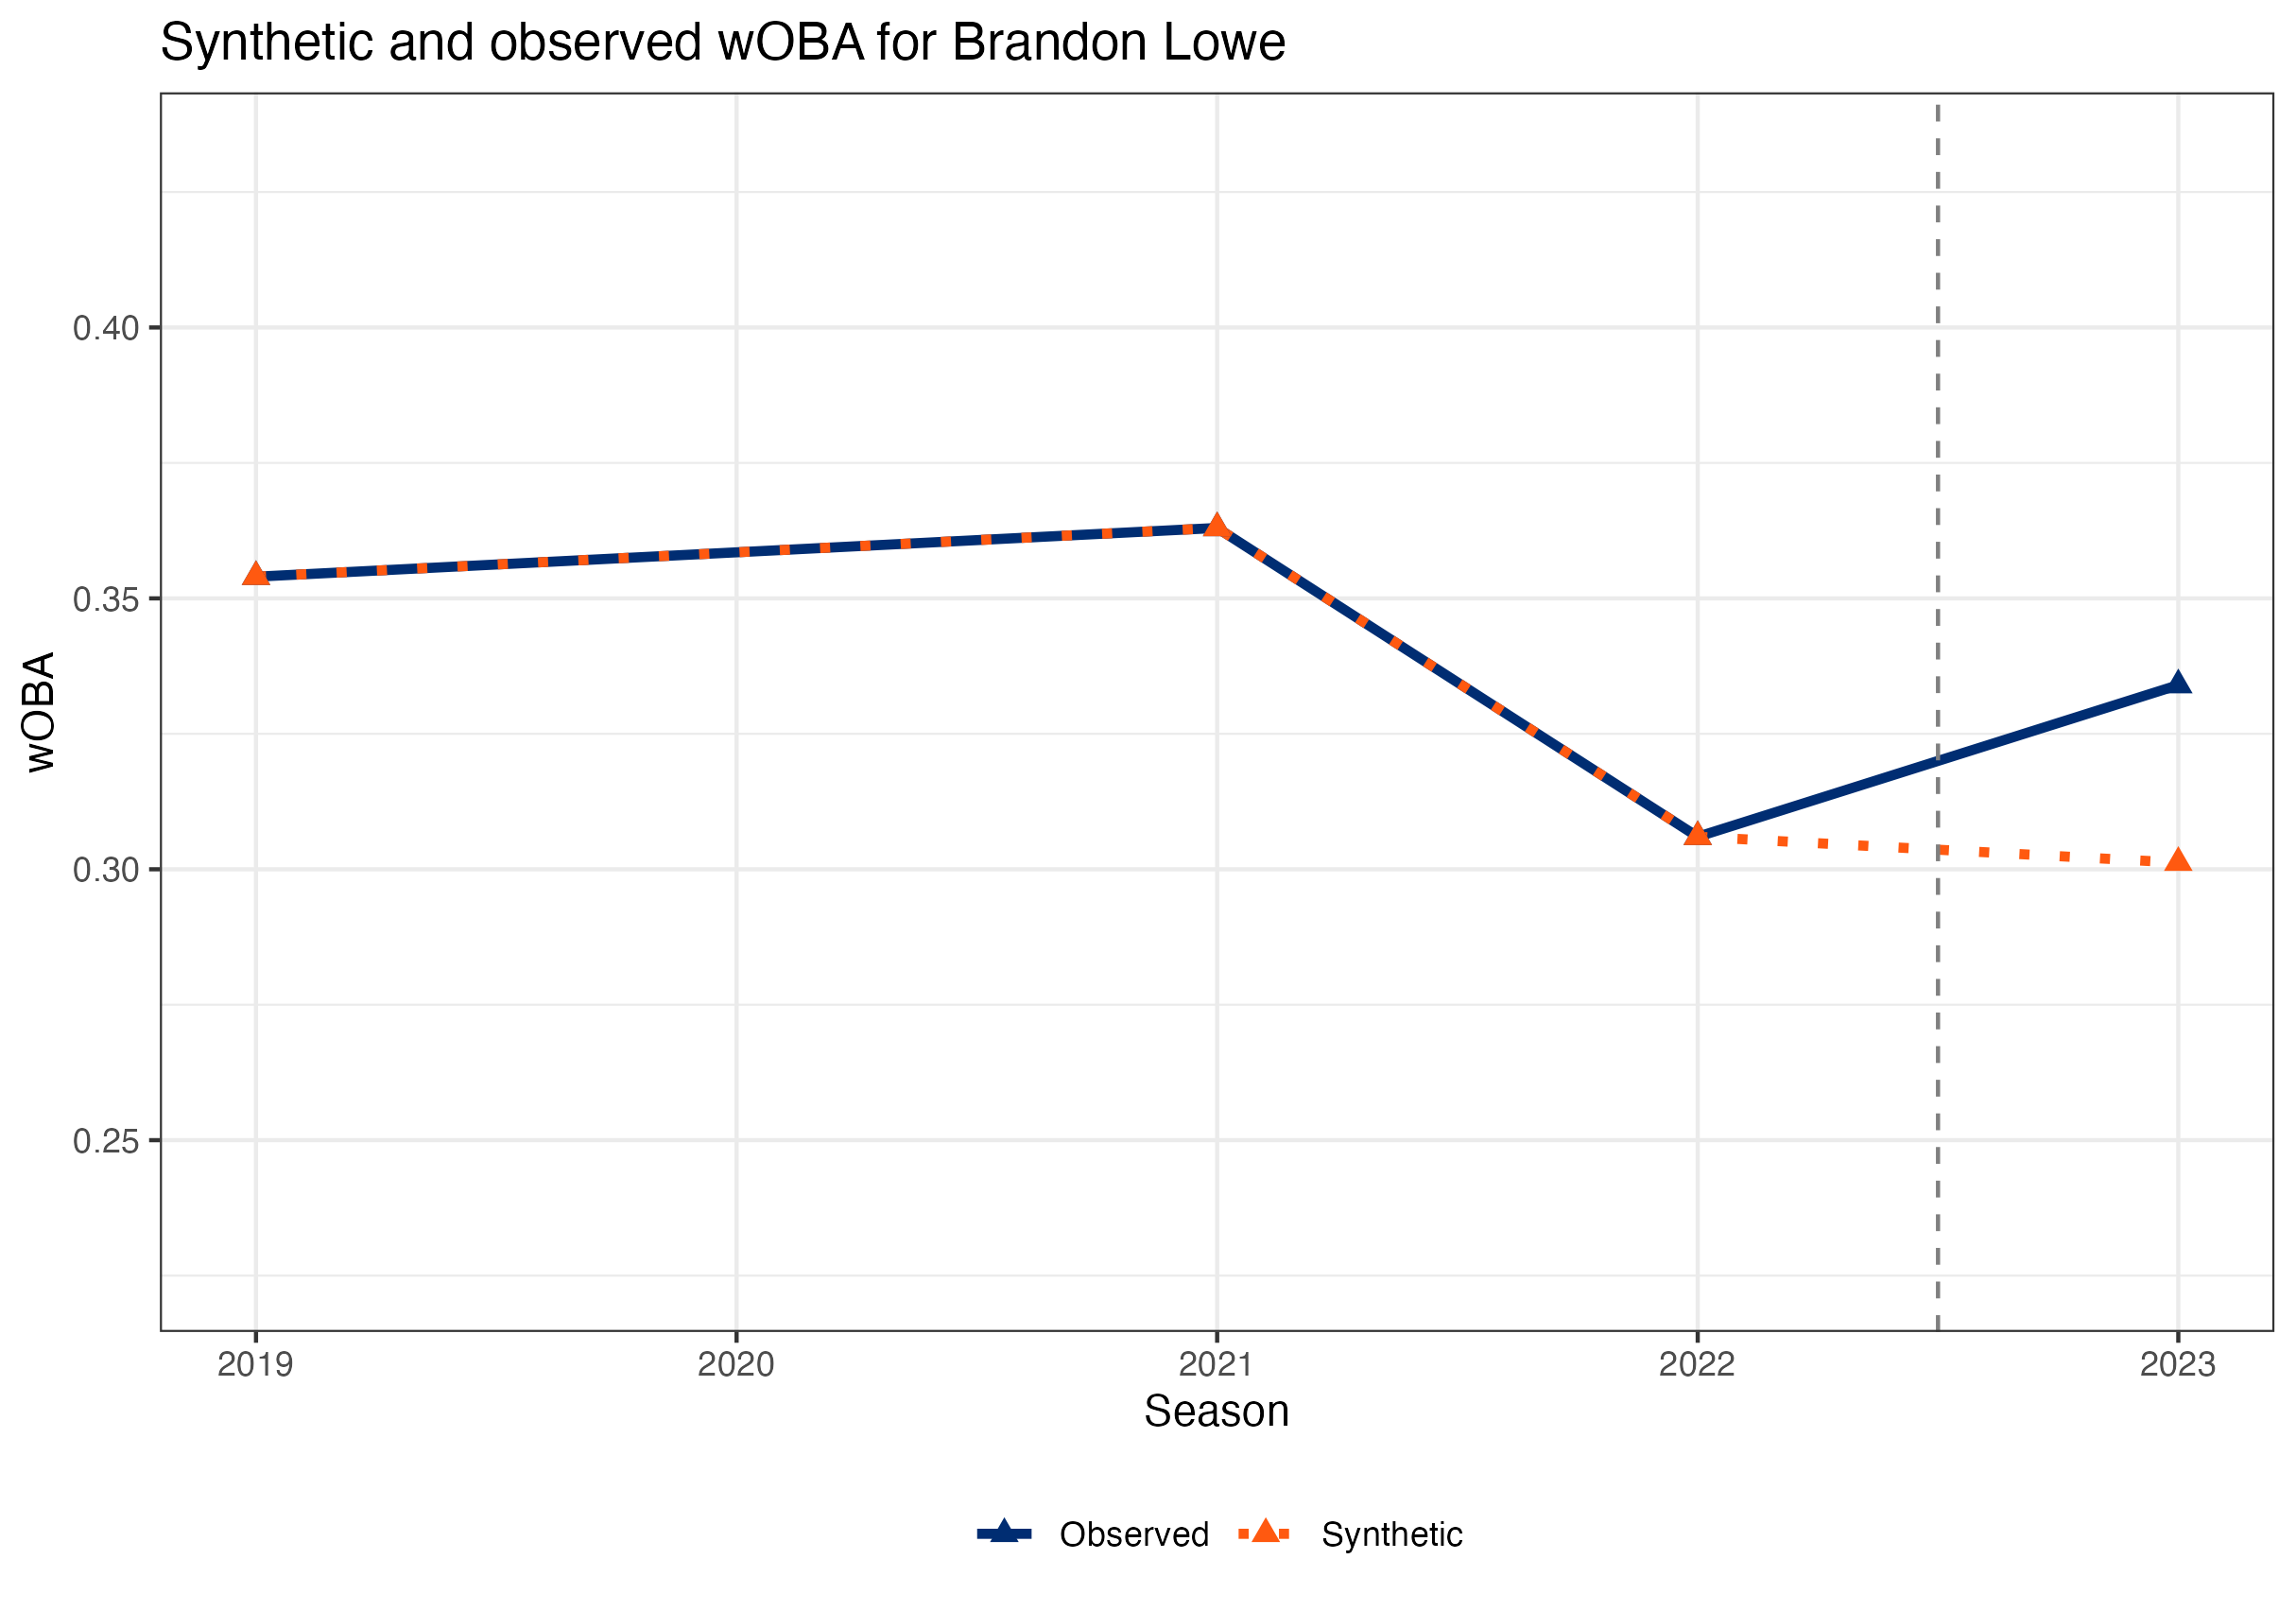 Synthetic and observed wOBA for Brandon Lowe
wOBA
0.40
0.35
0.30
0.25
2019 2020 2021 2022 2023
Season
Observed Synthetic